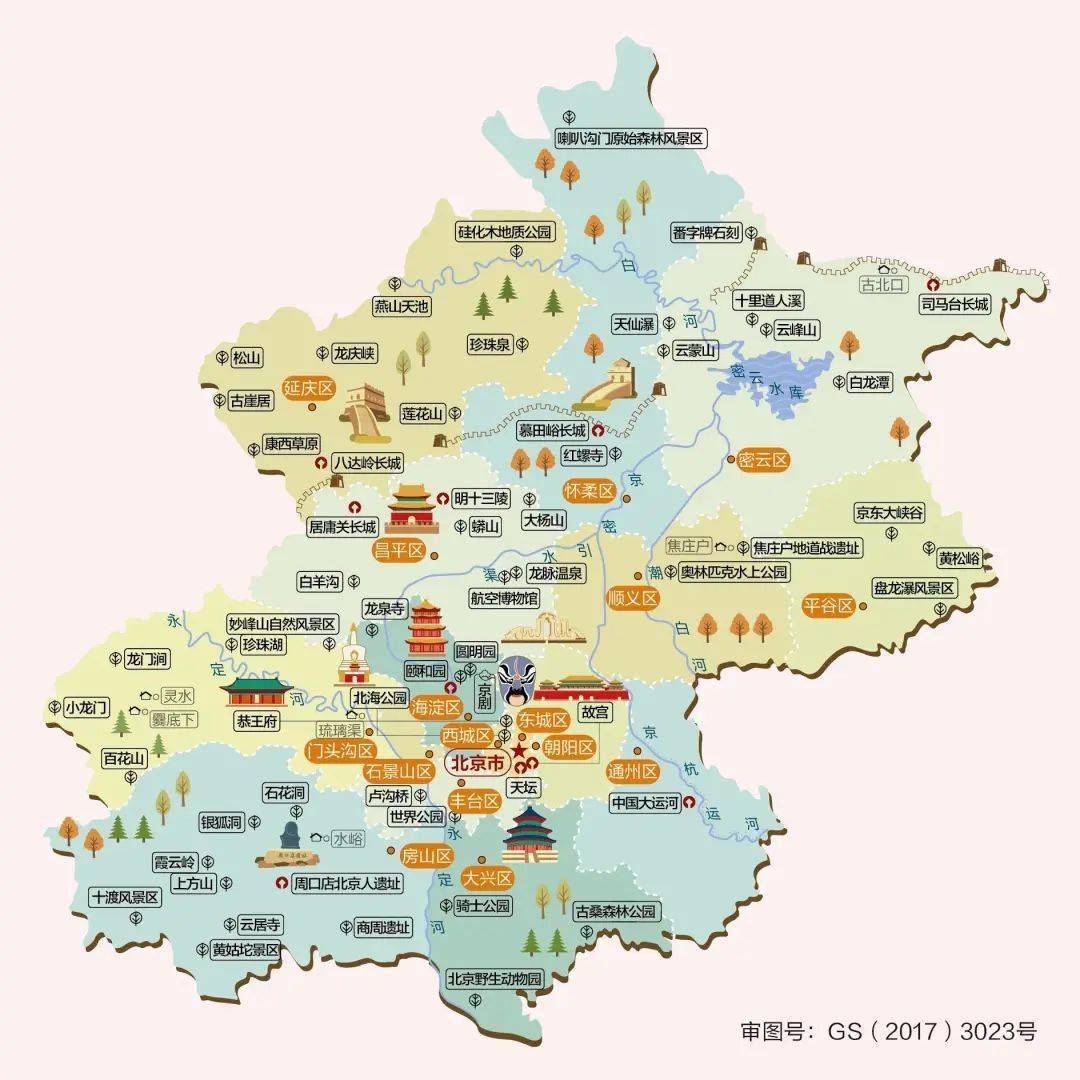 喇叭沟门原始森林风景区
硅化木地质公园
番字牌石刻
白
河
古北口
司马台长城
燕山天池
十里道人溪
天仙瀑
云峰山
松山
龙庆峡
珍珠泉
云蒙山
密云水库
白龙潭
延庆区
古崖居
莲花山
慕田峪长城
康西草原
红螺寺
八达岭长城
密云区
怀柔区
京
密
引
水
渠
明十三陵
大杨山
京东大峡谷
居庸关长城
蟒山
昌平区
焦庄户
焦庄户地道战遗址
黄松峪
白羊沟
龙脉温泉
奥林匹克水上公园
潮
白
河
盘龙瀑风景区
航空博物馆
顺义区
平谷区
龙泉寺
永
定
河
妙峰山自然风景区
珍珠湖
圆明园
龙门涧
颐和园
京剧
灵水
小龙门
爨底下
恭王府
北海公园
海淀区
故宫
琉璃渠
西城区
东城区
门头沟区
朝阳区
百花山
石景山区
北京市
通州区
京
杭
运
河
石花洞
卢沟桥
天坛
丰台区
中国大运河
银狐洞
世界公园
永
定
河
水峪
霞云岭
房山区
上方山
周口店北京人遗址
大兴区
十渡风景区
骑士公园
古桑森林公园
云居寺
商周遗址
黄姑坨景区
北京野生动物园
审图号：GS（2017）3023号